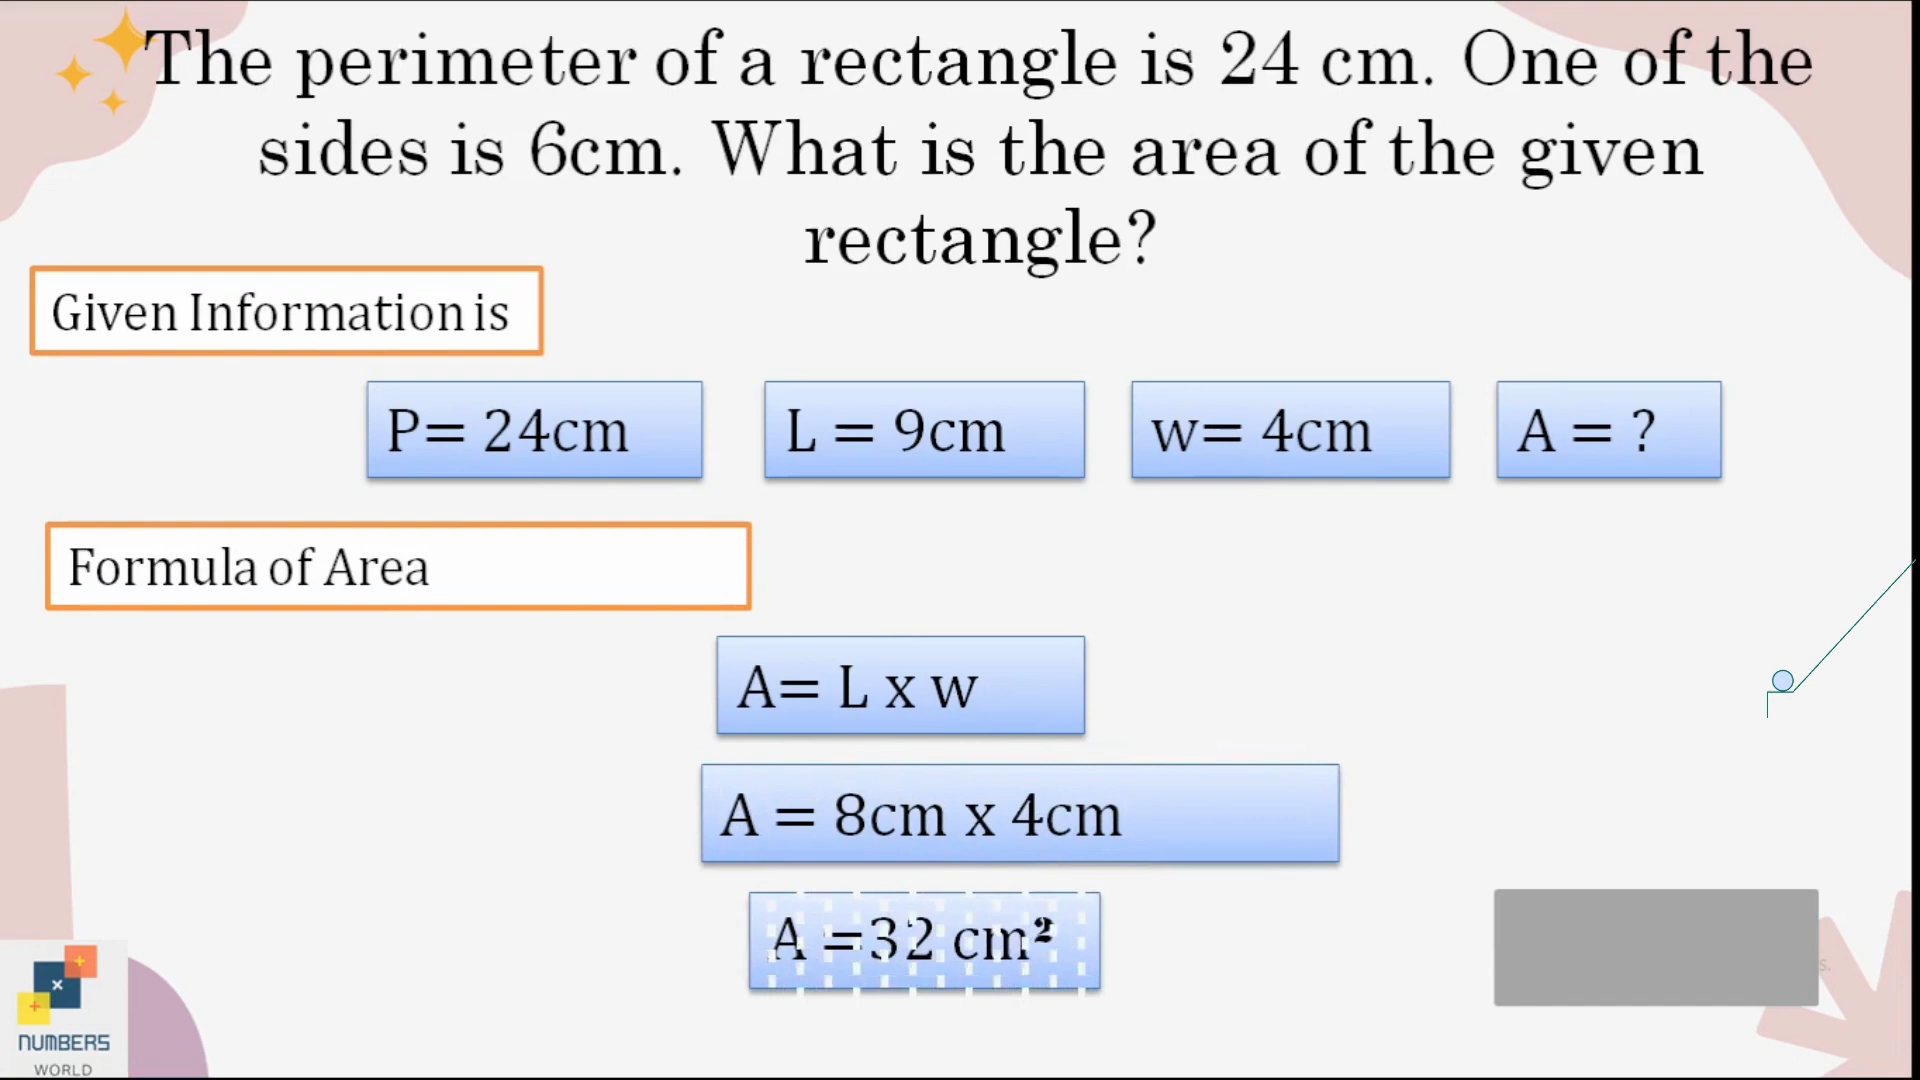 The perimeter of a rectangle is 24 cm. One of the
sides is 6cm. What is the area of the given
rectangle?
Given Information is
P= 24cm
L = 9cm
w= 4cm
A = ?
Formula of Area
A= L x w
A = 8cm x 4cm
A =32 cm²
s.
NUMBERS
WORLD